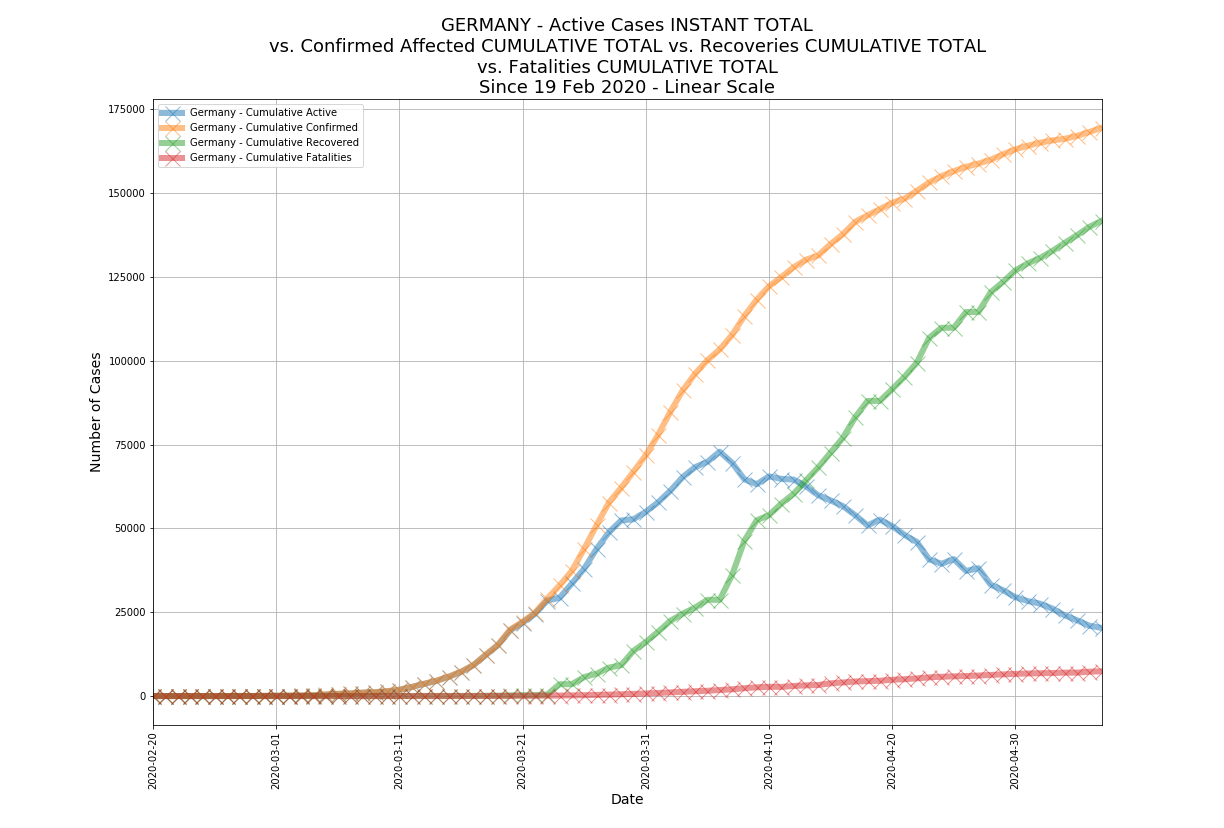 GERMANY - Active Cases INSTANT TOTAL
vs. Confirmed Affected CUMULATIVE TOTAL vs. Recoveries CUMULATIVE TOTAL
vs. Fatalities CUMULATIVE TOTAL
Since 19 Feb 2020 - Linear Scale
Germany - Cumulative Active
Germany - Cumulative Confirmed
Germany - Cumulative Recovered
Germany - Cumulative Fatalities
175000
150000
125000
100000
75000
50000
25000
0
Number of Cases
2020-02-20
2020-03-01
2020-03-11
2020-03-21
2020-03-31
2020-04-10
2020-04-20
2020-04-30
Date